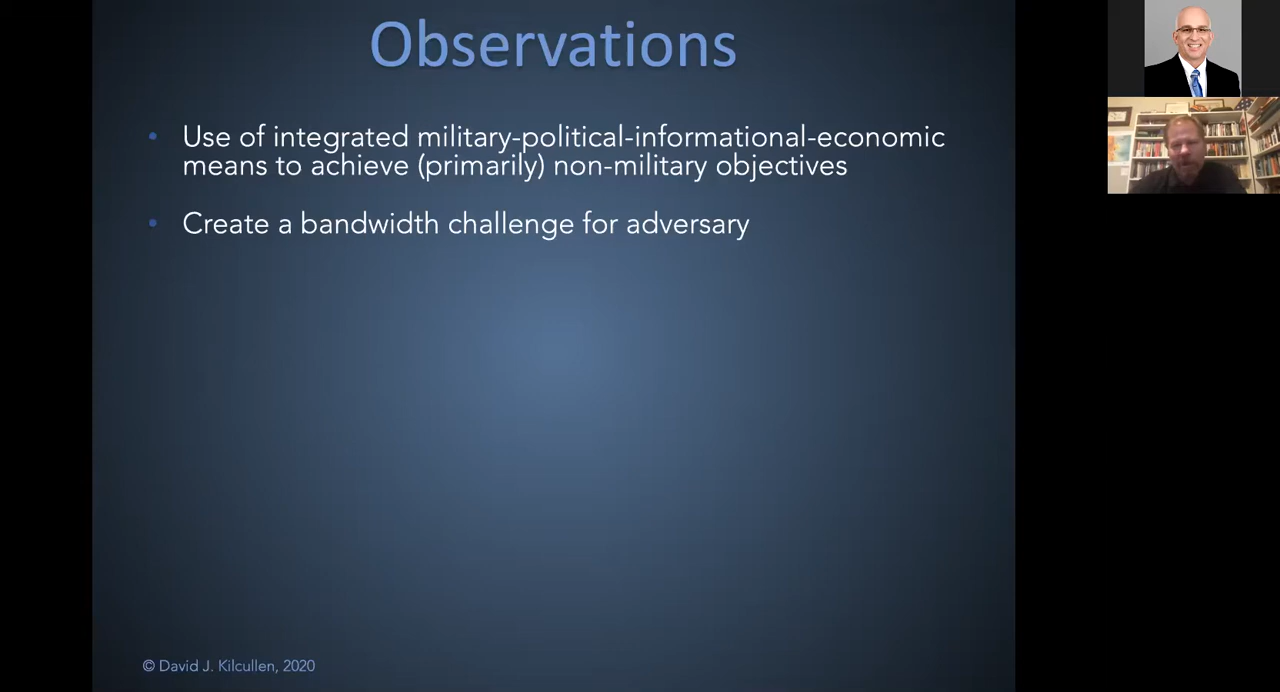 Observations
• Use of integrated military-political-informational-economic
means to achieve (primarily) non-military objectives
• Create a bandwidth challenge for adversary
© David J. Kilcullen, 2020